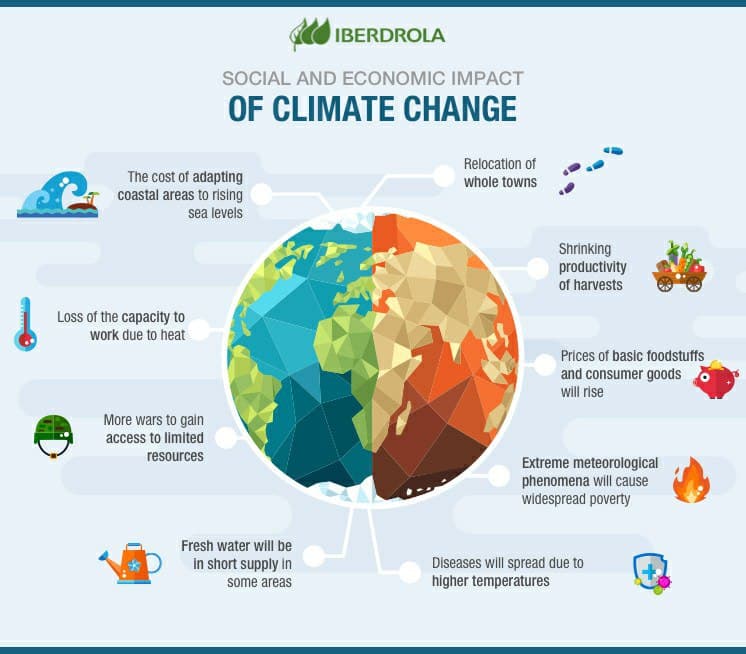 IBERDROLA
SOCIAL AND ECONOMIC IMPACT
OF CLIMATE CHANGE
The cost of adapting
coastal areas to rising
sea levels
Relocation of
whole towns
Shrinking
productivity
of harvests
Loss of the capacity to
work due to heat
Prices of basic foodstuffs
and consumer goods
will rise
More wars to gain
access to limited
resources
Extreme meteorological
phenomena will cause
widespread poverty
Fresh water will be
in short supply in
some areas
Diseases will spread due to
higher temperatures